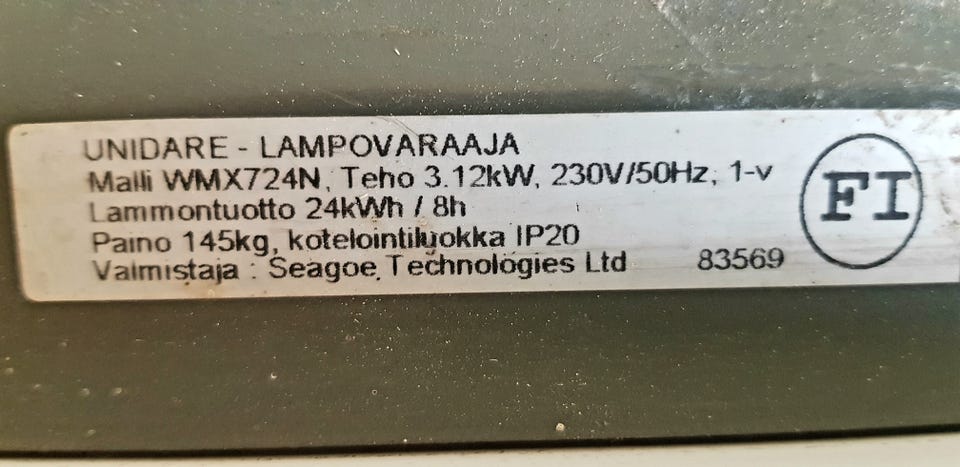 UNIDARE - LAMPOVARAAJA
Malli WMX724N, Teho 3.12kW, 230V/50Hz, 1-v
Lammontuotto 24kWh / 8h
Paino 145kg, kotelointiluokka IP20
Valmistaja : Seagoe Technologies Ltd 83569
FI